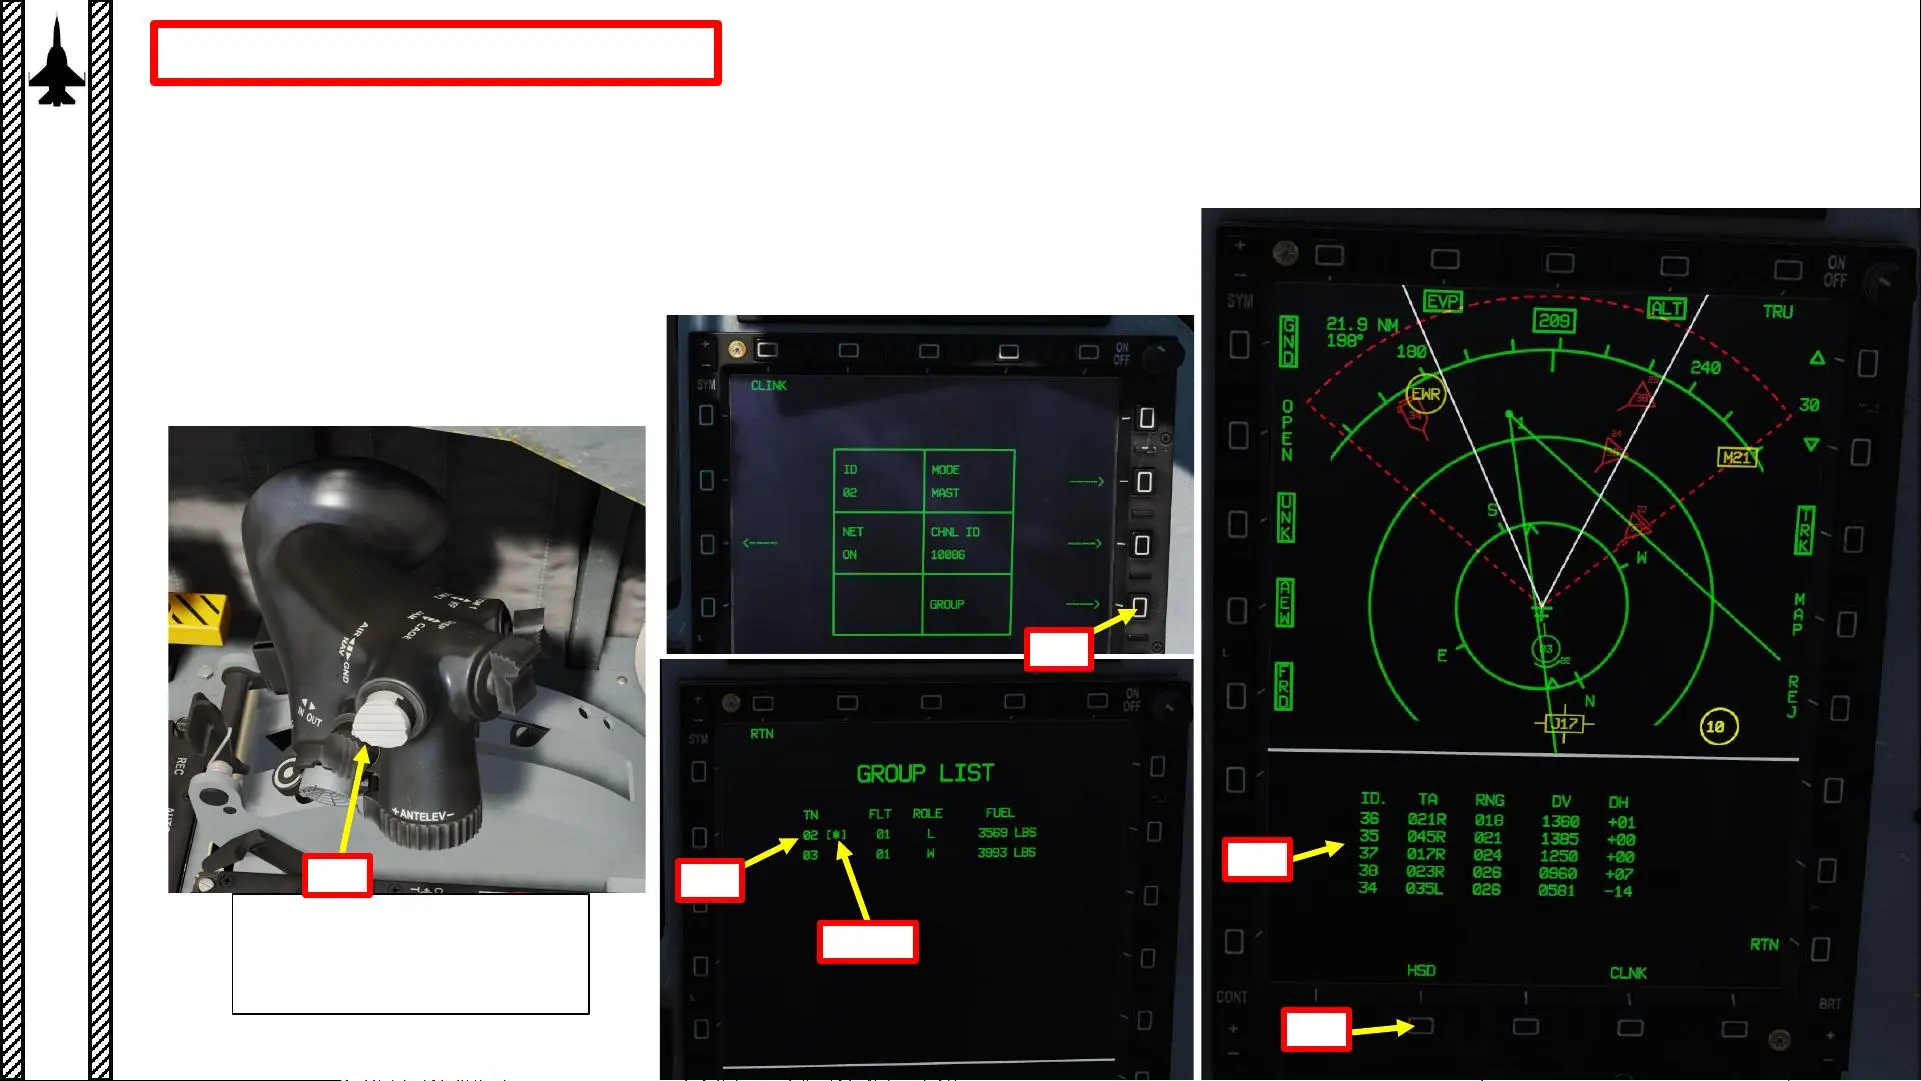 AIR
NAV
GND
CAGE
IN OUT
REC
+ANTELEV-
ON
OFF
SYM
CLINK
ID
02
MODE
MAST
NET
ON
CHNL ID
10086
GROUP
<----
---->
---->
---->
ON
OFF
SYM
RTN
GROUP LIST
TN FLT ROLE FUEL
02 [*] 01 L 3569 LBS
03 01 W 3993 LBS
SYM
ON
OFF
EVP
209
ALT
TRU
GND
21.9 NM
198°
180
240
30
EWR
OPEN
M21
UNK
S
W
TRK
AEW
MAP
E
N
03
FRD
REJ
J17
10
ID. TA RNG DV DH
36 021R 018 1360 +01
35 045R 021 1385 +00
37 017R 024 1250 +00
38 023R 026 0960 +07
34 035L 026 0581 -14
RTN
HSD
CLNK
CONT
BRT